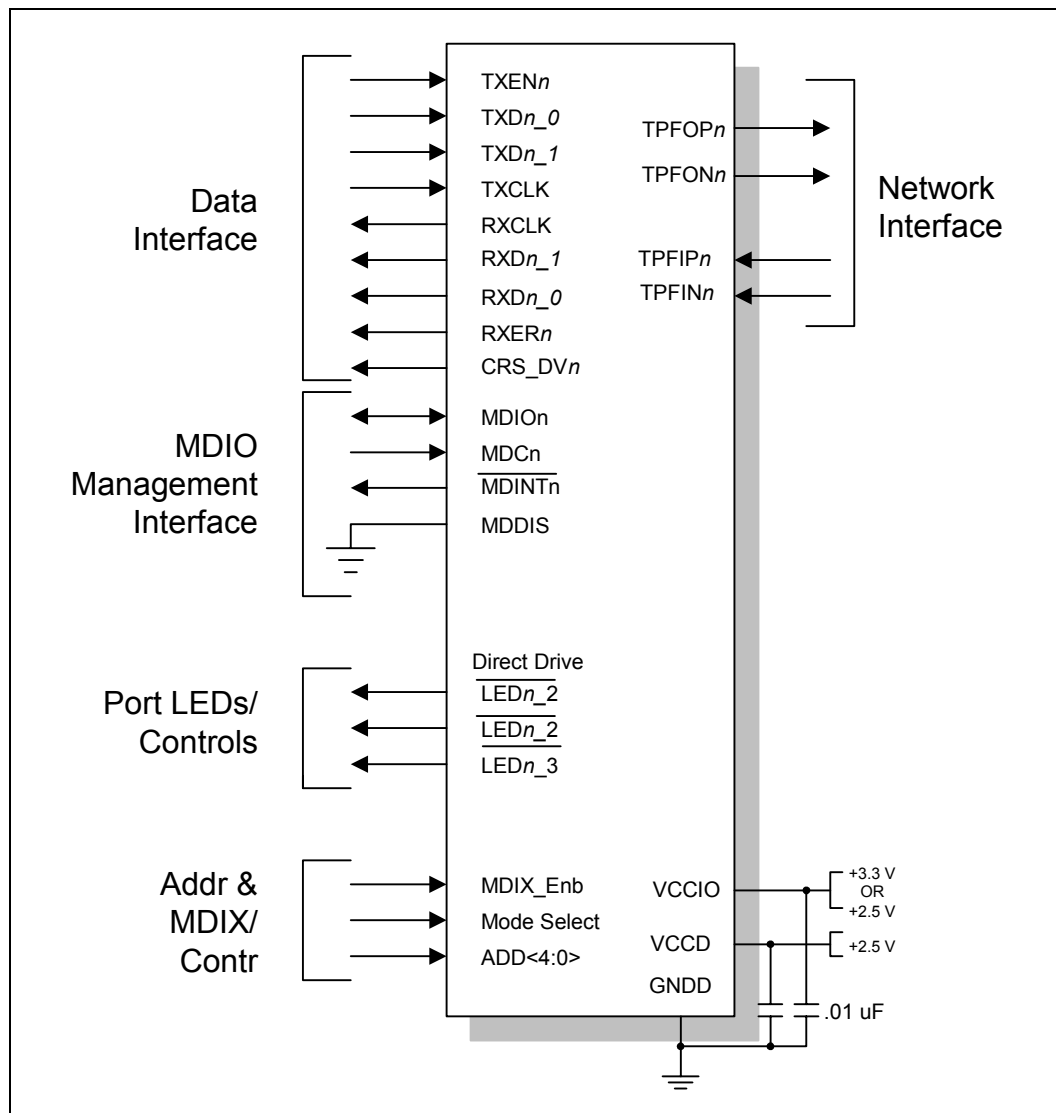 Data
Interface
TXENn
TXDn_0
TXDn_1
TXCLK
RXCLK
RXDn_1
RXDn_0
RXERn
CRS_DVn
TPFOPn
TPFONn
TPFIPn
TPFINn
Network
Interface
MDIO
Management
Interface
MDIOn
MDCn
MDINTn
MDDIS
Port LEDs/
Controls
Direct Drive
LEDn_2
LEDn_2
LEDn_3
Addr &
MDIX/
Contr
MDIX_Enb
Mode Select
ADD<4:0>
VCCIO
VCCD
GNDD
+3.3 V
OR
+2.5 V
+2.5 V
.01 uF